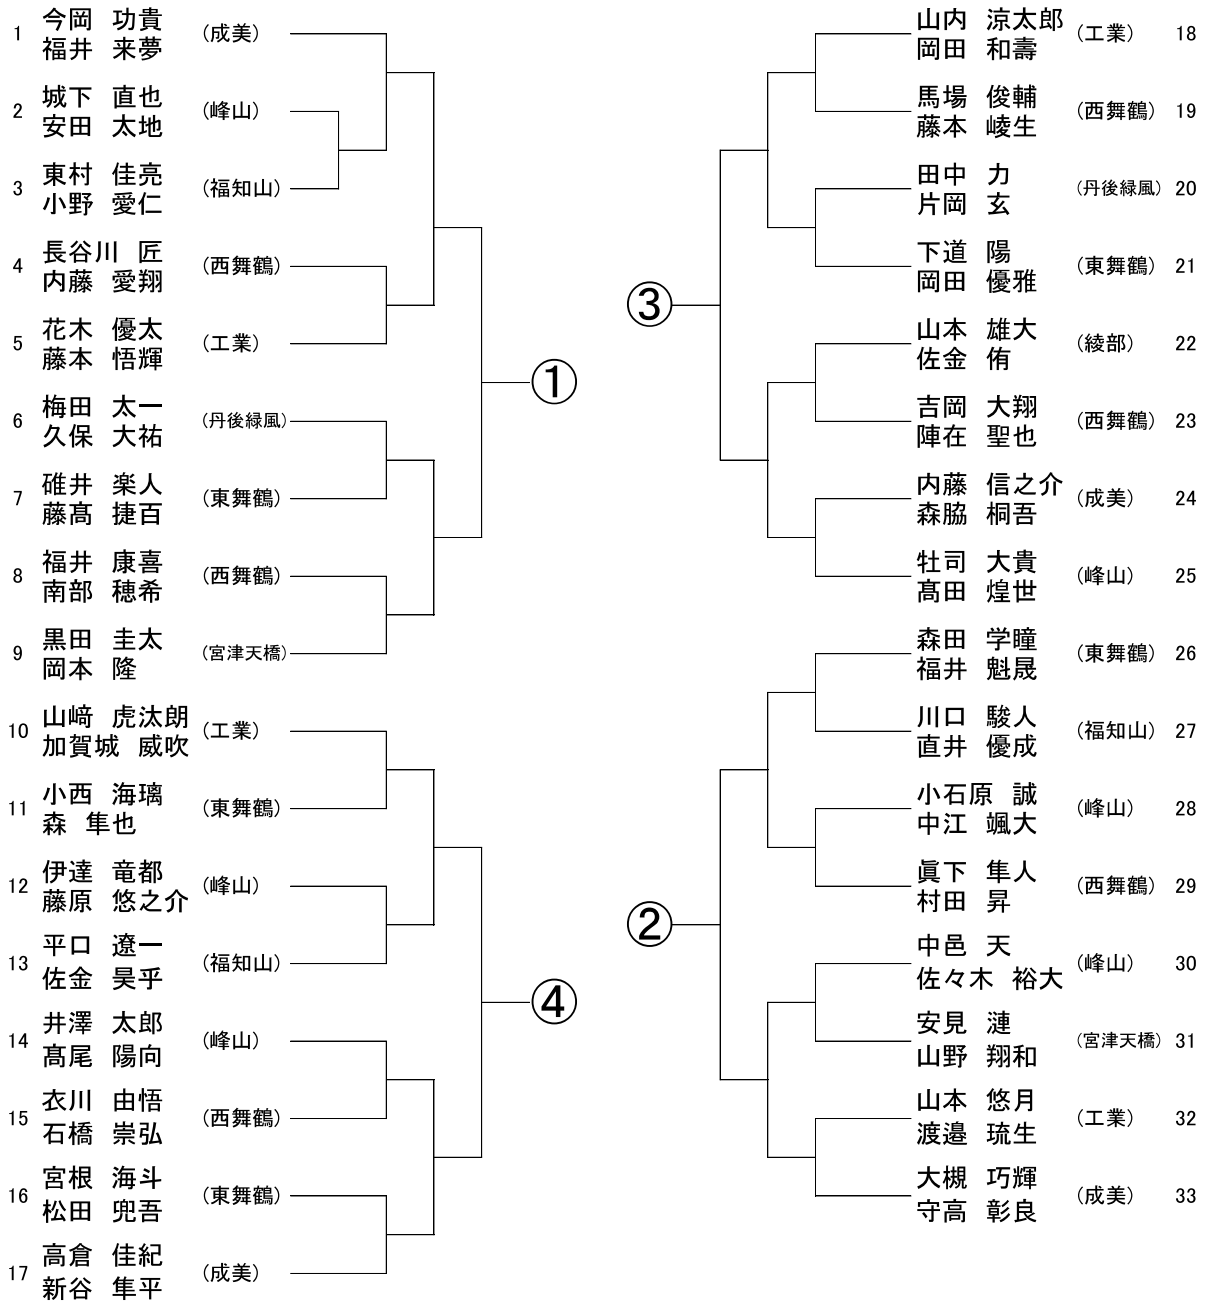 1 今岡 功貴 (成美)
福井 来夢
2 城下 直也 (峰山)
安田 太地
3 東村 佳亮 (福知山)
小野 愛仁
4 長谷川 匠 (西舞鶴)
内藤 愛翔
5 花木 優太 (工業)
藤本 悟輝
6 梅田 太一 (丹後緑風)
久保 大祐
7 碓井 楽人 (東舞鶴)
藤髙 捷百
8 福井 康喜 (西舞鶴)
南部 穂希
9 黒田 圭太 (宮津天橋)
岡本 隆
10 山﨑 虎汰朗 (工業)
加賀城 威吹
11 小西 海璃 (東舞鶴)
森 隼也
12 伊達 竜都 (峰山)
藤原 悠之介
13 平口 遼一 (福知山)
佐金 昊乎
14 井澤 太郎 (峰山)
髙尾 陽向
15 衣川 由悟 (西舞鶴)
石橋 崇弘
16 宮根 海斗 (東舞鶴)
松田 兜吾
17 高倉 佳紀 (成美)
新谷 隼平
①
④
③
②
山内 涼太郎 (工業) 18
岡田 和壽
馬場 俊輔 (西舞鶴) 19
藤本 崚生
田中 力 (丹後緑風) 20
片岡 玄
下道 陽 (東舞鶴) 21
岡田 優雅
山本 雄大 (綾部) 22
佐金 侑
吉岡 大翔 (西舞鶴) 23
陣在 聖也
内藤 信之介 (成美) 24
森脇 桐吾
牡司 大貴 (峰山) 25
髙田 煌世
森田 学瞳 (東舞鶴) 26
福井 魁晟
川口 駿人 (福知山) 27
直井 優成
小石原 誠 (峰山) 28
中江 颯大
眞下 隼人 (西舞鶴) 29
村田 昇
中邑 天 (峰山) 30
佐々木 裕大
安見 漣 (宮津天橋) 31
山野 翔和
山本 悠月 (工業) 32
渡邉 琉生
大槻 巧輝 (成美) 33
守高 彰良